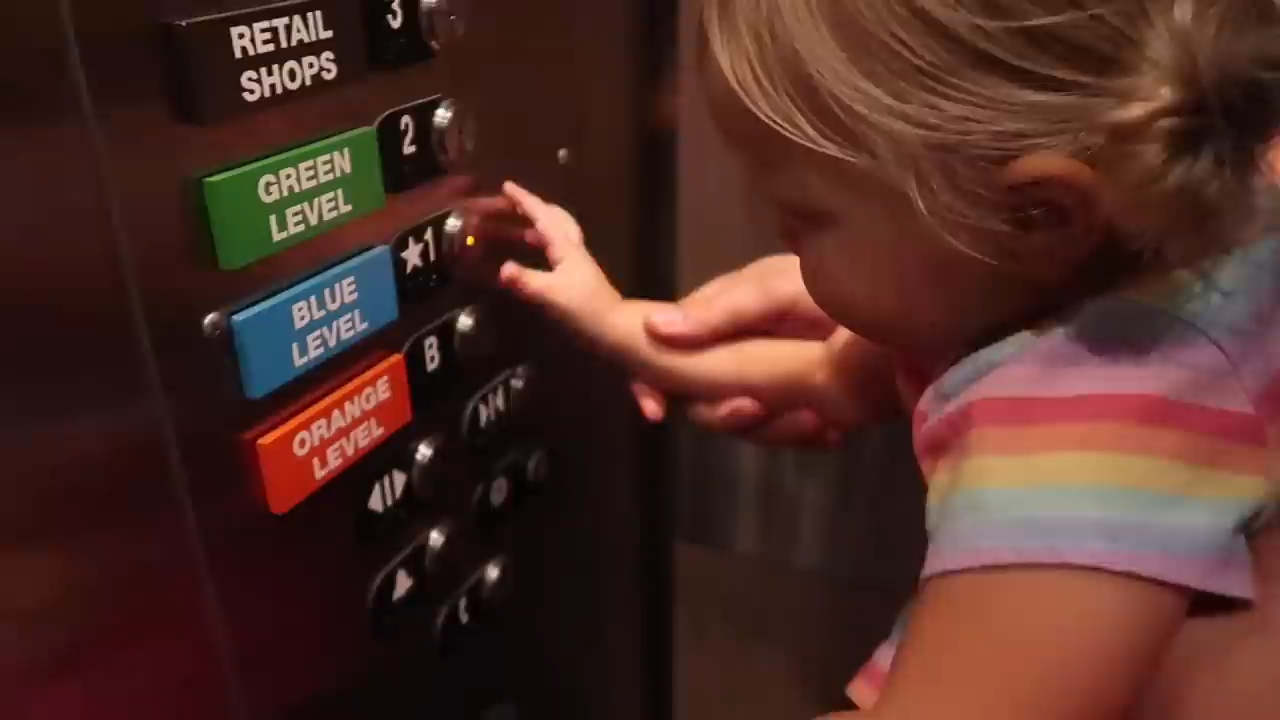 RETAIL
SHOPS
3
GREEN
LEVEL
2
BLUE
LEVEL
★1
ORANGE
LEVEL
B